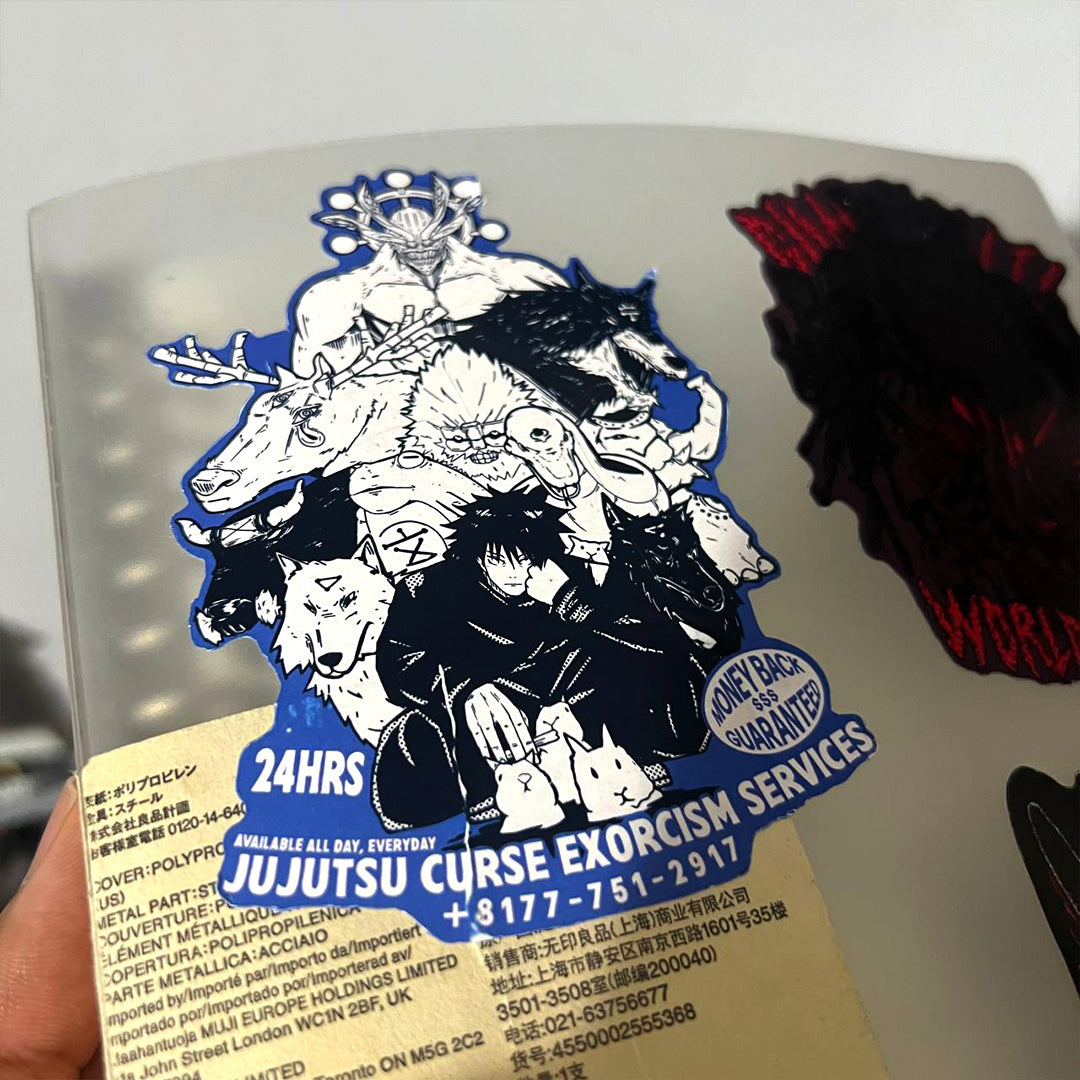 MONEY BACK
$$$
GUARANTEED
24HRS
AVAILABLE ALL DAY, EVERYDAY
JUJUTSU CURSE EXORCISM SERVICES
+8177-751-2917
WORLD
表紙:ポリプロピレン
金具:スチール
株式会社良品計画
お客様室電話 0120-14-640
COVER:POLYPRO
(US)
METAL PART:ST
COUVERTURE:P
ÉLÉMENT MÉTALLIQUE
COPERTURA:POLIPROPILENICA
PARTE METALLICA:ACCIAIO
Imported by/Importé par/Importo da/Importiert
Importado por/Importado por/Importerad av/
Maahantuoja MUJI EUROPE HOLDINGS LIMITED
John Street London WC1N 2BF, UK
LIMITED
Toronto ON M5G 2C2
销售商:无印良品(上海)商业有限公司
地址:上海市静安区南京西路1601号35楼
3501-3508室(邮编200040)
电话:021-63756677
货号:4550002555368
数量:1支